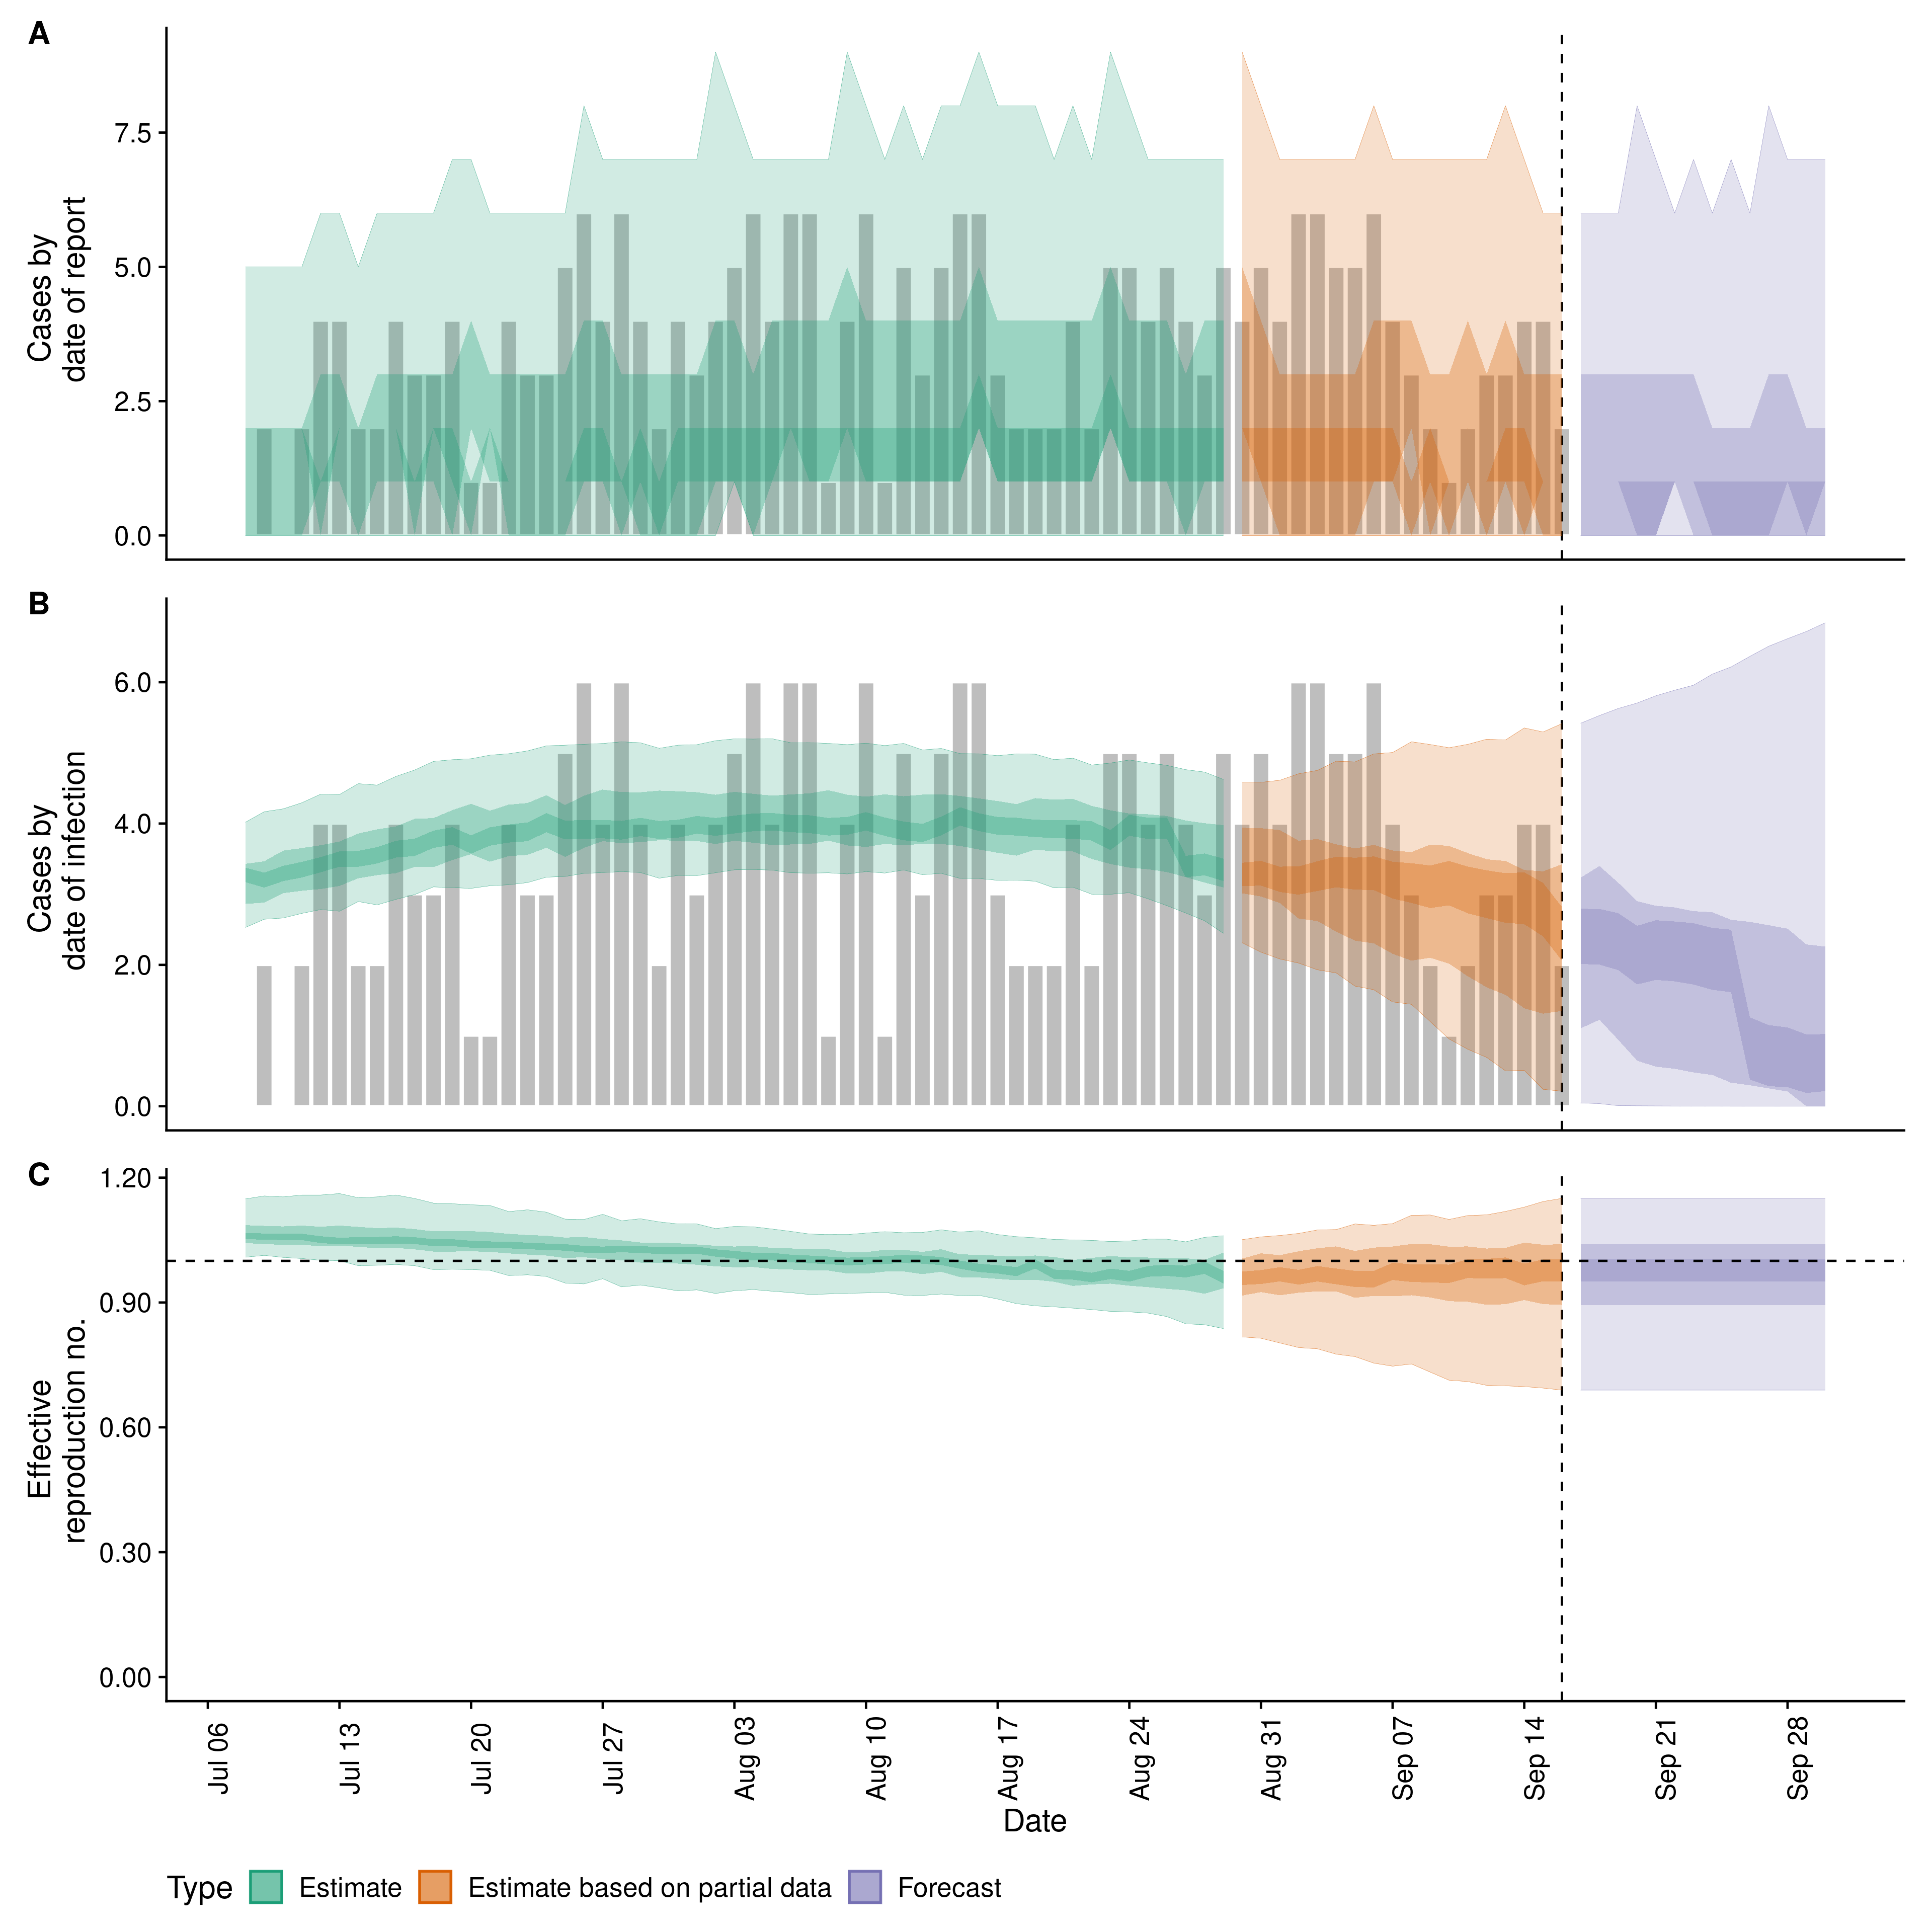 A
Cases by
date of report
7.5
5.0
2.5
0.0
B
Cases by
date of infection
6.0
4.0
2.0
0.0
C
Effective
reproduction no.
1.20
0.90
0.60
0.30
0.00
Jul 06
Jul 13
Jul 20
Jul 27
Aug 03
Aug 10
Aug 17
Aug 24
Aug 31
Sep 07
Sep 14
Sep 21
Sep 28
Date
Type Estimate Estimate based on partial data Forecast